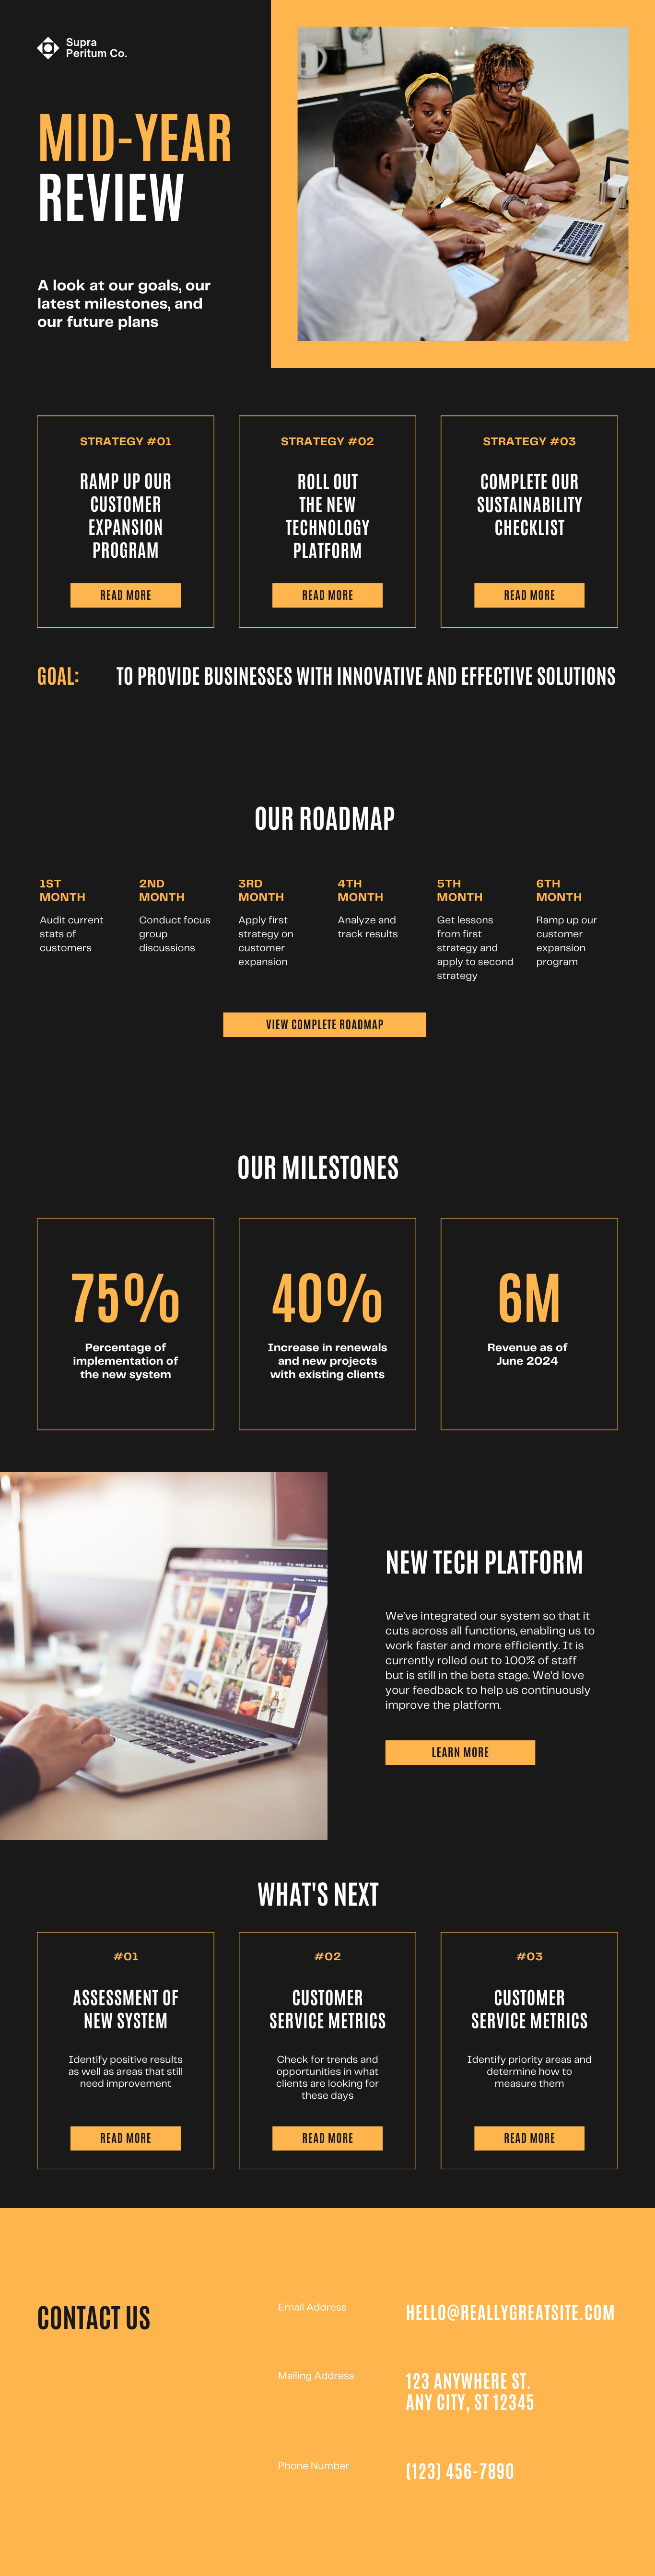 Supra
Peritum Co.
MID-YEAR
REVIEW
A look at our goals, our
latest milestones, and
our future plans
STRATEGY #01
RAMP UP OUR
CUSTOMER
EXPANSION
PROGRAM
READ MORE
STRATEGY #02
ROLL OUT
THE NEW
TECHNOLOGY
PLATFORM
READ MORE
STRATEGY #03
COMPLETE OUR
SUSTAINABILITY
CHECKLIST
READ MORE
GOAL: TO PROVIDE BUSINESSES WITH INNOVATIVE AND EFFECTIVE SOLUTIONS
OUR ROADMAP
1ST
MONTH
Audit current
stats of
customers
2ND
MONTH
Conduct focus
group
discussions
3RD
MONTH
Apply first
strategy on
customer
expansion
4TH
MONTH
Analyze and
track results
5TH
MONTH
Get lessons
from first
strategy and
apply to second
strategy
6TH
MONTH
Ramp up our
customer
expansion
program
VIEW COMPLETE ROADMAP
OUR MILESTONES
75%
Percentage of
implementation of
the new system
40%
Increase in renewals
and new projects
with existing clients
6M
Revenue as of
June 2024
NEW TECH PLATFORM
We've integrated our system so that it
cuts across all functions, enabling us to
work faster and more efficiently. It is
currently rolled out to 100% of staff
but is still in the beta stage. We'd love
your feedback to help us continuously
improve the platform.
LEARN MORE
WHAT'S NEXT
#01
ASSESSMENT OF
NEW SYSTEM
Identify positive results
as well as areas that still
need improvement
READ MORE
#02
CUSTOMER
SERVICE METRICS
Check for trends and
opportunities in what
clients are looking for
these days
READ MORE
#03
CUSTOMER
SERVICE METRICS
Identify priority areas and
determine how to
measure them
READ MORE
CONTACT US
Email Address
HELLO@REALLYGREATSITE.COM
Mailing Address
123 ANYWHERE ST.
ANY CITY, ST 12345
Phone Number
(123) 456-7890